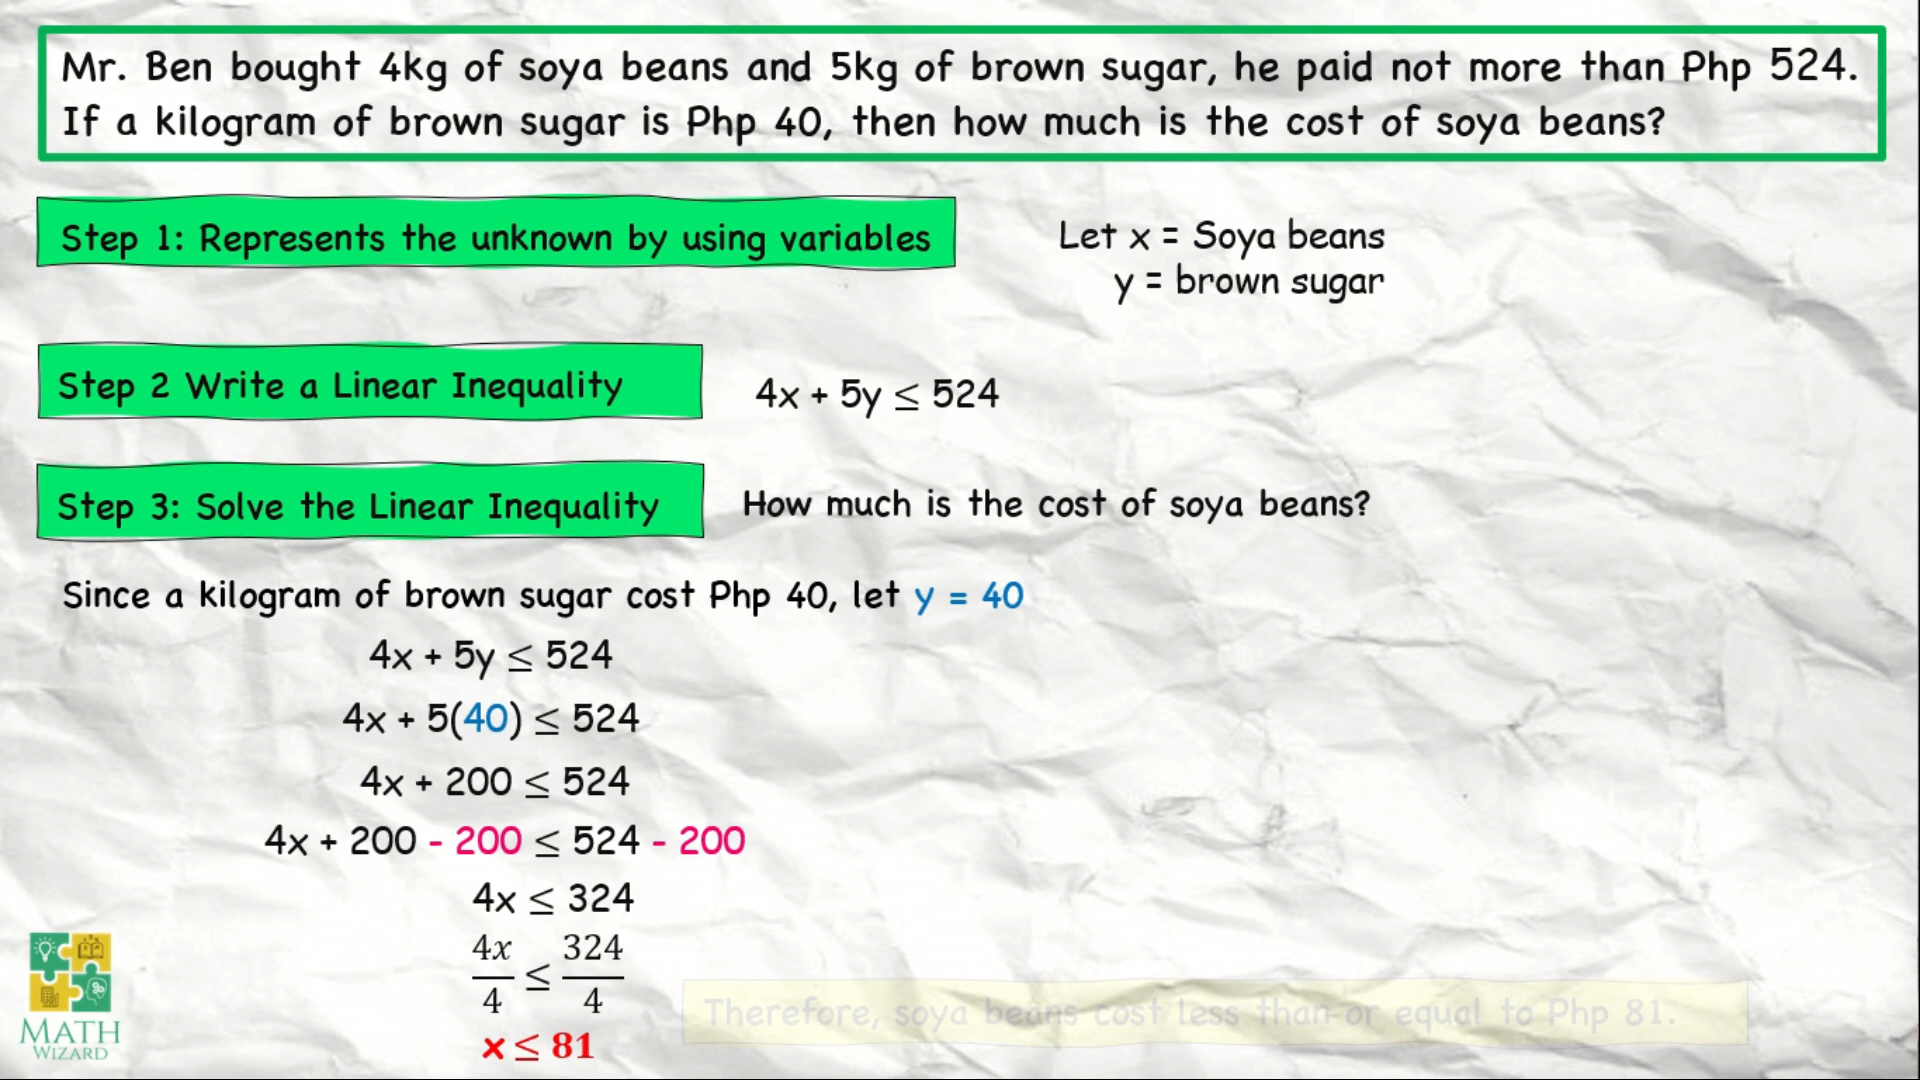 Mr. Ben bought 4kg of soya beans and 5kg of brown sugar, he paid not more than Php 524.
If a kilogram of brown sugar is Php 40, then how much is the cost of soya beans?
Step 1: Represents the unknown by using variables
Let x = Soya beans
y = brown sugar
Step 2 Write a Linear Inequality
4x + 5y ≤ 524
Step 3: Solve the Linear Inequality
How much is the cost of soya beans?
Since a kilogram of brown sugar cost Php 40, let y = 40
4x + 5y ≤ 524
4x + 5(40) ≤ 524
4x + 200 ≤ 524
4x + 200 - 200 ≤ 524 - 200
4x ≤ 324
4x/4 ≤ 324/4
x ≤ 81
Therefore, soya beans cost less than or equal to Php 81.
MATH
WIZARD